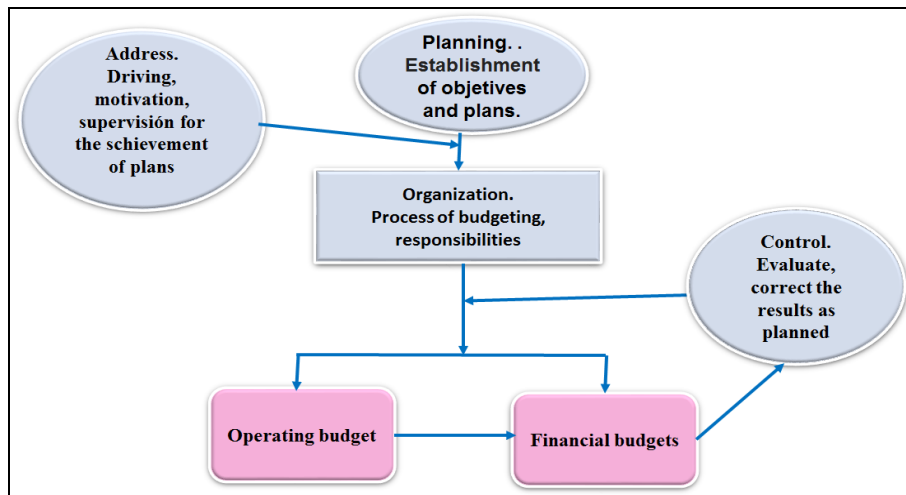 Address.
Driving,
motivation,
supervisión for
the schievement
of plans
Planning. .
Establishment
of objetives
and plans.
Organization.
Process of budgeting,
responsibilities
Control.
Evaluate,
correct the
results as
planned
Operating budget
Financial budgets